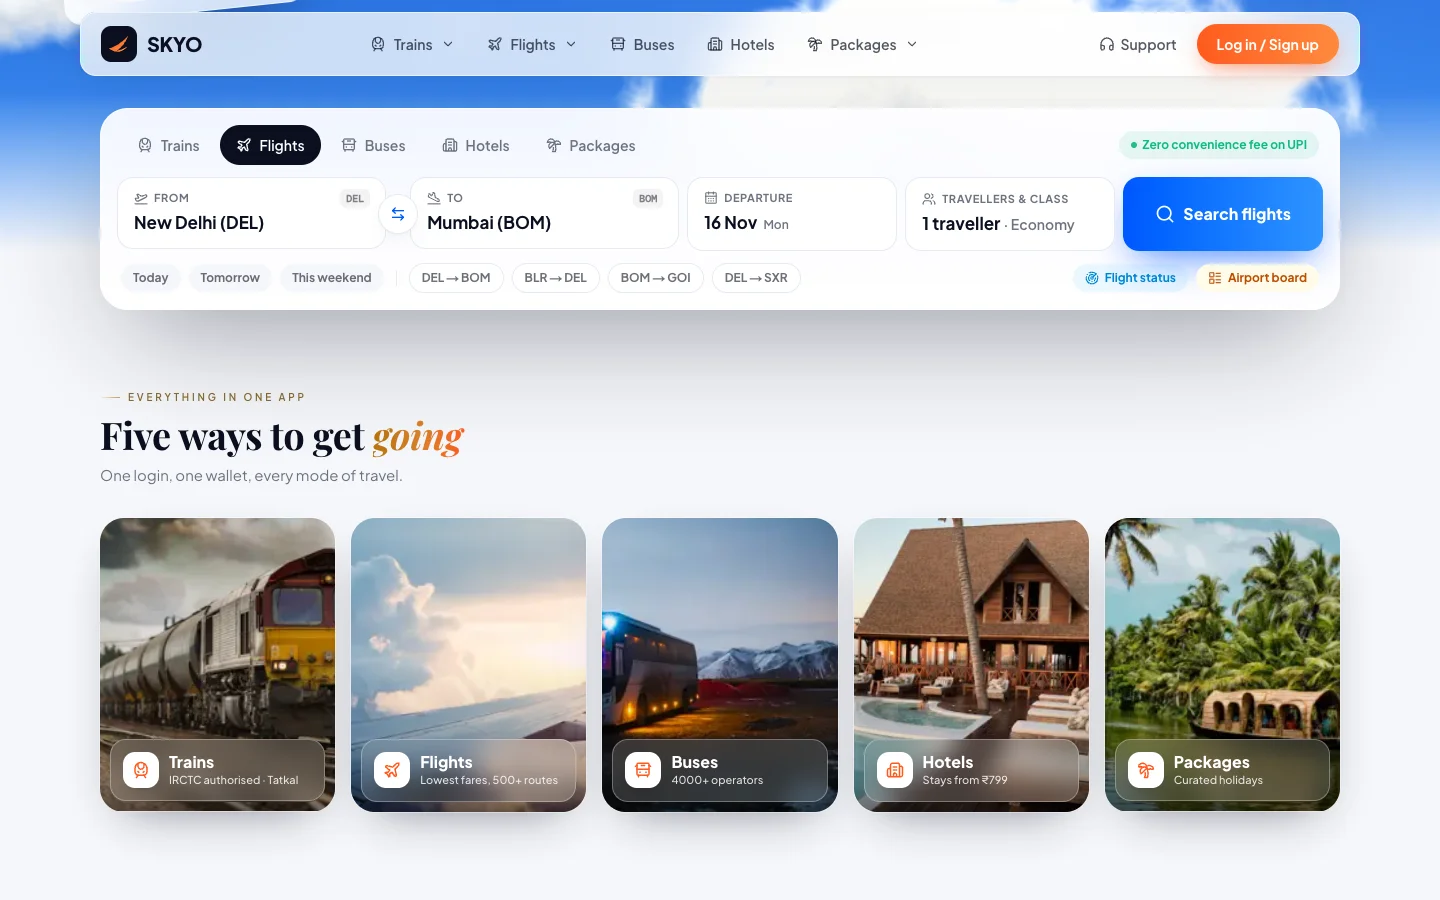 SKYO
Trains
Flights
Buses
Hotels
Packages
Support
Log in / Sign up
Trains
Flights
Buses
Hotels
Packages
Zero convenience fee on UPI
FROM
DEL
New Delhi (DEL)
TO
BOM
Mumbai (BOM)
DEPARTURE
16 Nov Mon
TRAVELLERS & CLASS
1 traveller · Economy
Search flights
Today
Tomorrow
This weekend
DEL→BOM
BLR→DEL
BOM→GOI
DEL→SXR
Flight status
Airport board
EVERYTHING IN ONE APP
Five ways to get going
One login, one wallet, every mode of travel.
Trains
IRCTC authorised · Tatkal
Flights
Lowest fares, 500+ routes
Buses
4000+ operators
Hotels
Stays from ₹799
Packages
Curated holidays